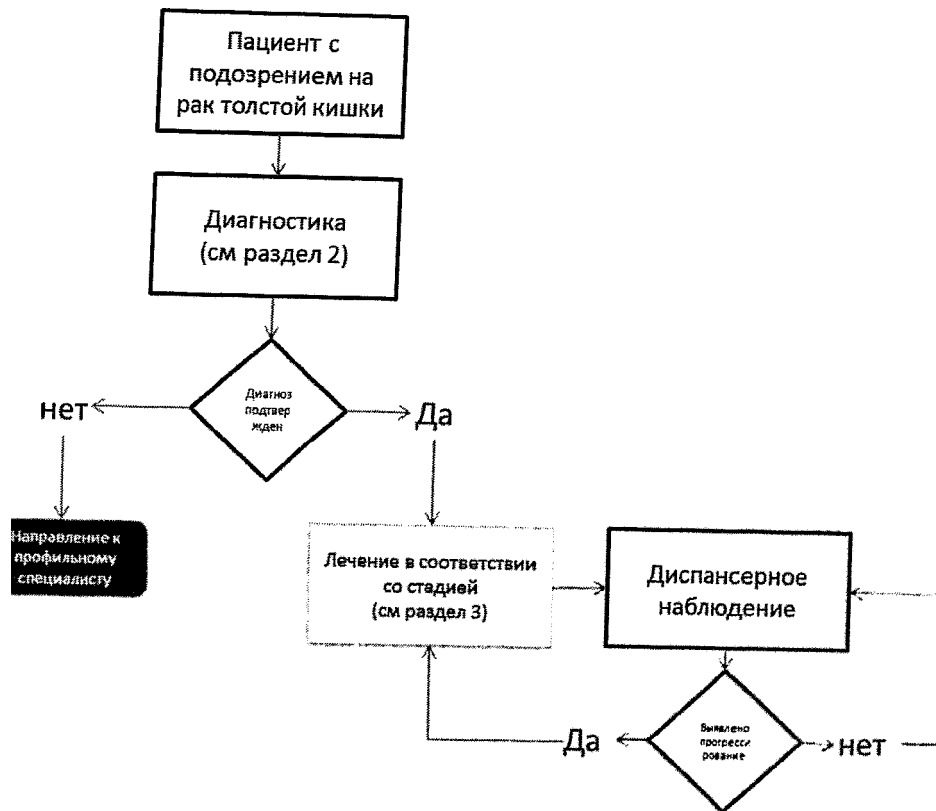 Пациент с
подозрением на
рак толстой кишки
Диагностика
(см раздел 2)
Диагноз
подтвер
жден
нет
Да
Направление к
профильному
специалисту
Лечение в соответствии
со стадией
(см раздел 3)
Диспансерное
наблюдение
Выявлено
прогресси
рование
Да
нет